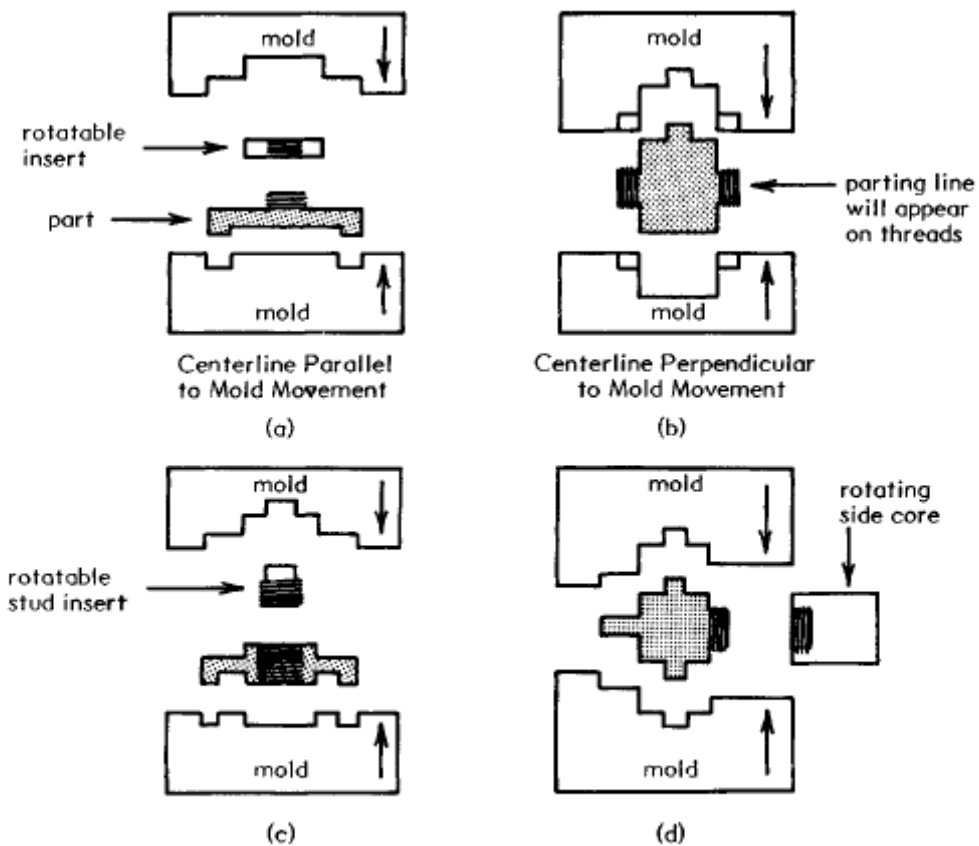 mold
rotatable
insert
part
mold
Centerline Parallel
to Mold Movement
(a)
mold
parting line
will appear
on threads
mold
Centerline Perpendicular
to Mold Movement
(b)
mold
rotatable
stud insert
mold
(c)
mold
rotating
side core
mold
(d)